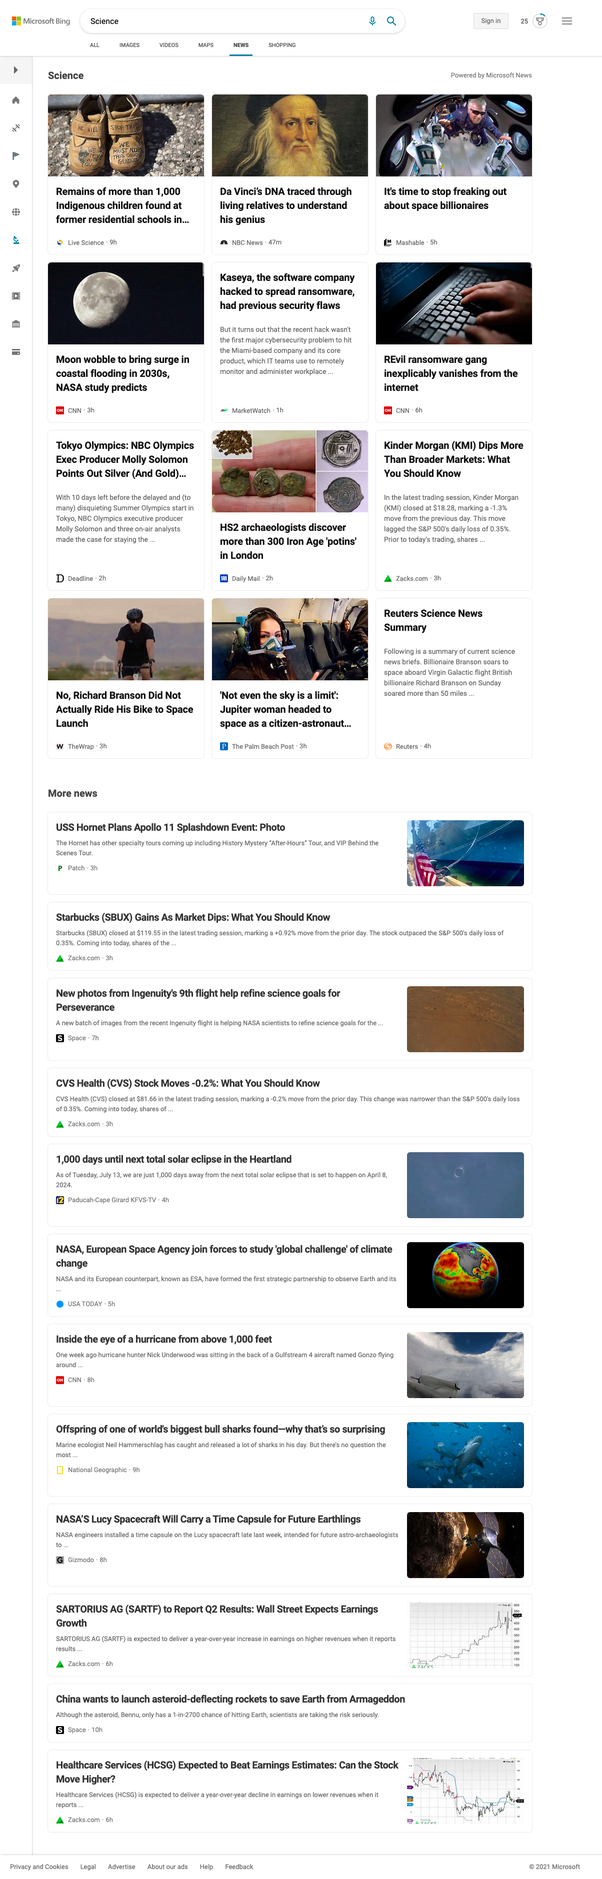 Microsoft Bing
Science
Sign in
25
ALL
IMAGES
VIDEOS
MAPS
NEWS
SHOPPING
Science
Powered by Microsoft News
Remains of more than 1,000
Indigenous children found at
former residential schools in...
Live Science · 9h
Da Vinci's DNA traced through
living relatives to understand
his genius
NBC News · 47m
It's time to stop freaking out
about space billionaires
Mashable · 5h
Moon wobble to bring surge in
coastal flooding in 2030s,
NASA study predicts
CNN · 3h
Kaseya, the software company
hacked to spread ransomware,
had previous security flaws
But it turns out that the recent hack wasn't
the first major cybersecurity problem to hit
the Miami-based company and its core
product, which IT teams use to remotely
monitor and administer workplace ...
MarketWatch · 1h
REvil ransomware gang
inexplicably vanishes from the
internet
CNN · 6h
Tokyo Olympics: NBC Olympics
Exec Producer Molly Solomon
Points Out Silver (And Gold)...
With 10 days left before the delayed and (to
many) disquieting Summer Olympics start in
Tokyo, NBC Olympics executive producer
Molly Solomon and three on-air analysts
made the case for staying the ...
Deadline · 2h
HS2 archaeologists discover
more than 300 Iron Age 'potins'
in London
Daily Mail · 2h
Kinder Morgan (KMI) Dips More
Than Broader Markets: What
You Should Know
In the latest trading session, Kinder Morgan
(KMI) closed at $18.28, marking a -1.3%
move from the previous day. This move
lagged the S&P 500's daily loss of 0.35%.
Prior to today's trading, shares ...
Zacks.com · 3h
No, Richard Branson Did Not
Actually Ride His Bike to Space
Launch
TheWrap · 3h
'Not even the sky is a limit':
Jupiter woman headed to
space as a citizen-astronaut...
The Palm Beach Post · 3h
Reuters Science News
Summary
Following is a summary of current science
news briefs. Billionaire Branson soars to
space aboard Virgin Galactic flight British
billionaire Richard Branson on Sunday
soared more than 50 miles ...
Reuters · 4h
More news
USS Hornet Plans Apollo 11 Splashdown Event: Photo
The Hornet has other specialty tours coming up including History Mystery "After-Hours" Tour, and VIP Behind the
Scenes Tour.
Patch · 3h
Starbucks (SBUX) Gains As Market Dips: What You Should Know
Starbucks (SBUX) closed at $119.55 in the latest trading session, marking a +0.92% move from the prior day. The stock outpaced the S&P 500's daily loss of
0.35%. Coming into today, shares of the ...
Zacks.com · 3h
New photos from Ingenuity's 9th flight help refine science goals for
Perseverance
A new batch of images from the recent Ingenuity flight is helping NASA scientists to refine science goals for the ...
Space · 7h
CVS Health (CVS) Stock Moves -0.2%: What You Should Know
CVS Health (CVS) closed at $81.66 in the latest trading session, marking a -0.2% move from the prior day. This change was narrower than the S&P 500's daily loss
of 0.35%. Coming into today, shares of ...
Zacks.com · 3h
1,000 days until next total solar eclipse in the Heartland
As of Tuesday, July 13, we are just 1,000 days away from the next total solar eclipse that is set to happen on April 8,
2024.
Paducah-Cape Girard KFVS-TV · 4h
NASA, European Space Agency join forces to study 'global challenge' of climate
change
NASA and its European counterpart, known as ESA, have formed the first strategic partnership to observe Earth and its
...
USA TODAY · 5h
Inside the eye of a hurricane from above 1,000 feet
One week ago hurricane hunter Nick Underwood was sitting in the back of a Gulfstream 4 aircraft named Gonzo flying
around ...
CNN · 8h
Offspring of one of world's biggest bull sharks found—why that's so surprising
Marine ecologist Neil Hammerschlag has caught and released a lot of sharks in his day. But there's no question the
most ...
National Geographic · 9h
NASA'S Lucy Spacecraft Will Carry a Time Capsule for Future Earthlings
NASA engineers installed a time capsule on the Lucy spacecraft late last week, intended for future astro-archaeologists
to ...
Gizmodo · 8h
SARTORIUS AG (SARTF) to Report Q2 Results: Wall Street Expects Earnings
Growth
SARTORIUS AG (SARTF) is expected to deliver a year-over-year increase in earnings on higher revenues when it reports
results ...
Zacks.com · 6h
China wants to launch asteroid-deflecting rockets to save Earth from Armageddon
Although the asteroid, Bennu, only has a 1-in-2700 chance of hitting Earth, scientists are taking the risk seriously.
Space · 10h
Healthcare Services (HCSG) Expected to Beat Earnings Estimates: Can the Stock
Move Higher?
Healthcare Services (HCSG) is expected to deliver a year-over-year decline in earnings on lower revenues when it
reports ...
Zacks.com · 6h
Privacy and Cookies
Legal
Advertise
About our ads
Help
Feedback
© 2021 Microsoft